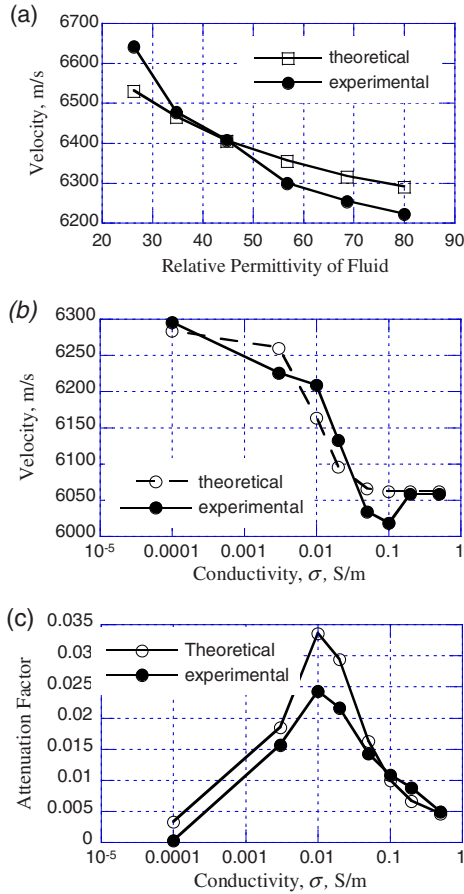 (a)
6700
6600
6500
6400
6300
6200
Velocity, m/s
theoretical
experimental
20 30 40 50 60 70 80 90
Relative Permittivity of Fluid
(b)
6300
6250
6200
6150
6100
6050
6000
Velocity, m/s
theoretical
experimental
10⁻⁵ 0.0001 0.001 0.01 0.1 1
Conductivity, σ, S/m
(c)
0.035
0.03
0.025
0.02
0.015
0.01
0.005
0
Attenuation Factor
Theoretical
experimental
10⁻⁵ 0.0001 0.001 0.01 0.1 1
Conductivity, σ, S/m